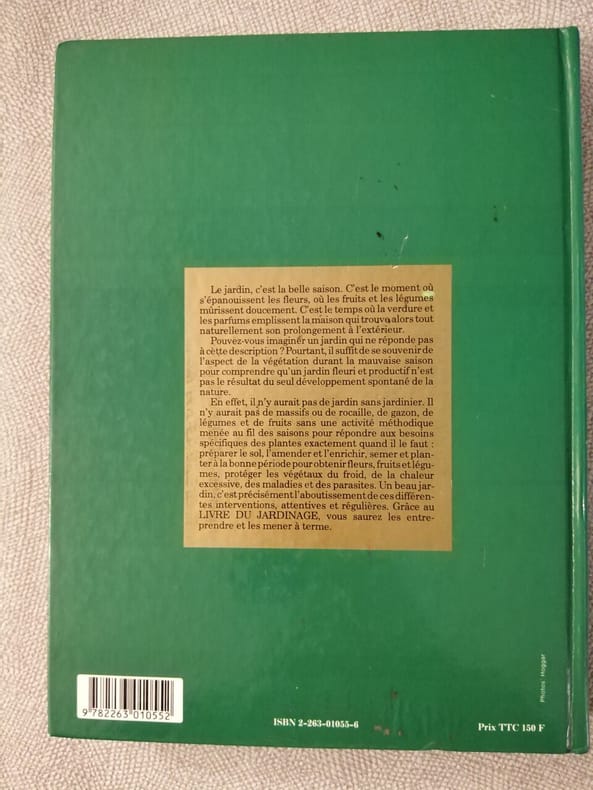 Le jardin, c'est la belle saison. C'est le moment où
s'épanouissent les fleurs, où les fruits et les légumes
mûrissent doucement. C'est le temps où la verdure et
les parfums emplissent la maison qui trouve alors tout
naturellement son prolongement à l'extérieur.
Pouvez-vous imaginer un jardin qui ne réponde pas
à cette description ? Pourtant, il suffit de se souvenir de
l'aspect de la végétation durant la mauvaise saison
pour comprendre qu'un jardin fleuri et productif n'est
pas le résultat du seul développement spontané de la
nature.
En effet, il n'y aurait pas de jardin sans jardinier. Il
n'y aurait pas de massifs ou de rocaille, de gazon, de
légumes et de fruits sans une activité méthodique
menée au fil des saisons pour répondre aux besoins
spécifiques des plantes exactement quand il le faut :
préparer le sol, l'amender et l'enrichir, semer et plan-
ter à la bonne période pour obtenir fleurs, fruits et légu-
mes, protéger les végétaux du froid, de la chaleur
excessive, des maladies et des parasites. Un beau jar-
din, c'est précisément l'aboutissement de ces différen-
tes interventions, attentives et régulières. Grâce au
LIVRE DU JARDINAGE, vous saurez les entre-
prendre et les mener à terme.
Photos : Hoggar
9 782263 010552
ISBN 2-263-01055-6
Prix TTC 150 F